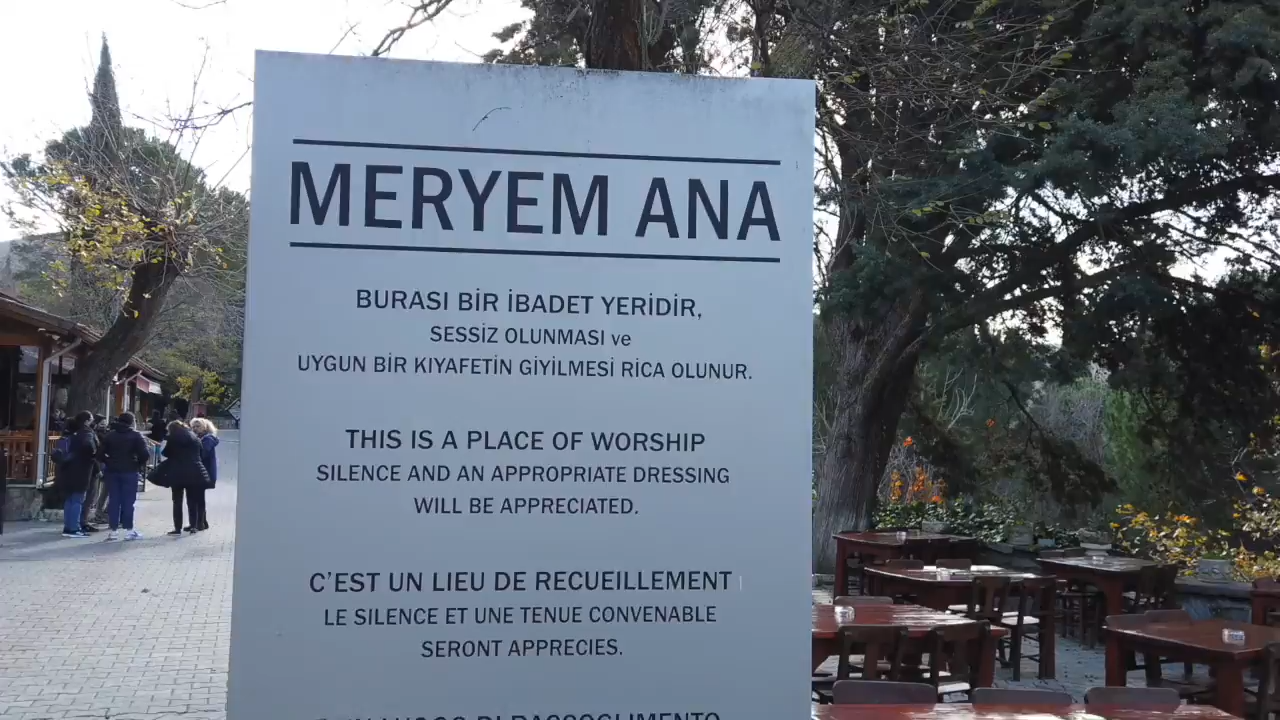 MERYEM ANA
BURASI BİR İBADET YERİDİR,
SESSİZ OLUNMASI ve
UYGUN BİR KIYAFETİN GİYİLMESİ RİCA OLUNUR.
THIS IS A PLACE OF WORSHIP
SILENCE AND AN APPROPRIATE DRESSING
WILL BE APPRECIATED.
C'EST UN LIEU DE RECUEILLEMENT
LE SILENCE ET UNE TENUE CONVENABLE
SERONT APPRECIES.